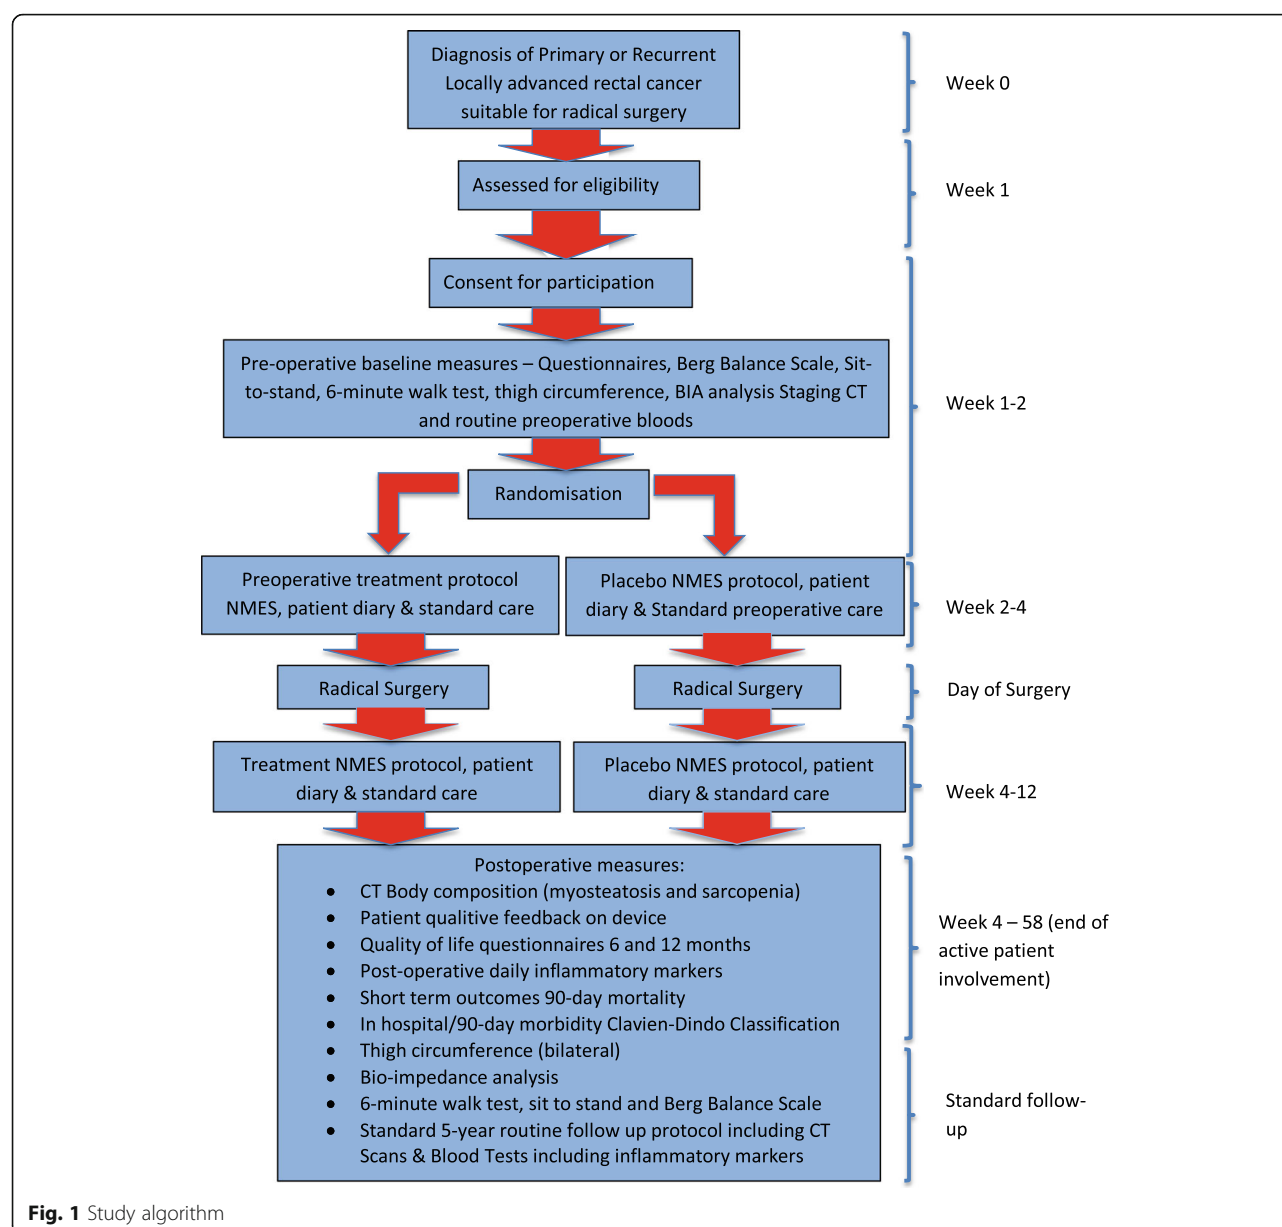 Diagnosis of Primary or Recurrent
Locally advanced rectal cancer
suitable for radical surgery
Week 0
Assessed for eligibility
Week 1
Consent for participation
Pre-operative baseline measures – Questionnaires, Berg Balance Scale, Sit-
to-stand, 6-minute walk test, thigh circumference, BIA analysis Staging CT
and routine preoperative bloods
Week 1-2
Randomisation
Preoperative treatment protocol
NMES, patient diary & standard care
Placebo NMES protocol, patient
diary & Standard preoperative care
Week 2-4
Radical Surgery
Radical Surgery
Day of Surgery
Treatment NMES protocol, patient
diary & standard care
Placebo NMES protocol, patient
diary & standard care
Week 4-12
Postoperative measures:
• CT Body composition (myosteatosis and sarcopenia)
• Patient qualitive feedback on device
• Quality of life questionnaires 6 and 12 months
• Post-operative daily inflammatory markers
• Short term outcomes 90-day mortality
• In hospital/90-day morbidity Clavien-Dindo Classification
• Thigh circumference (bilateral)
• Bio-impedance analysis
• 6-minute walk test, sit to stand and Berg Balance Scale
• Standard 5-year routine follow up protocol including CT
Scans & Blood Tests including inflammatory markers
Week 4 – 58 (end of
active patient
involvement)
Standard follow-
up
Fig. 1 Study algorithm